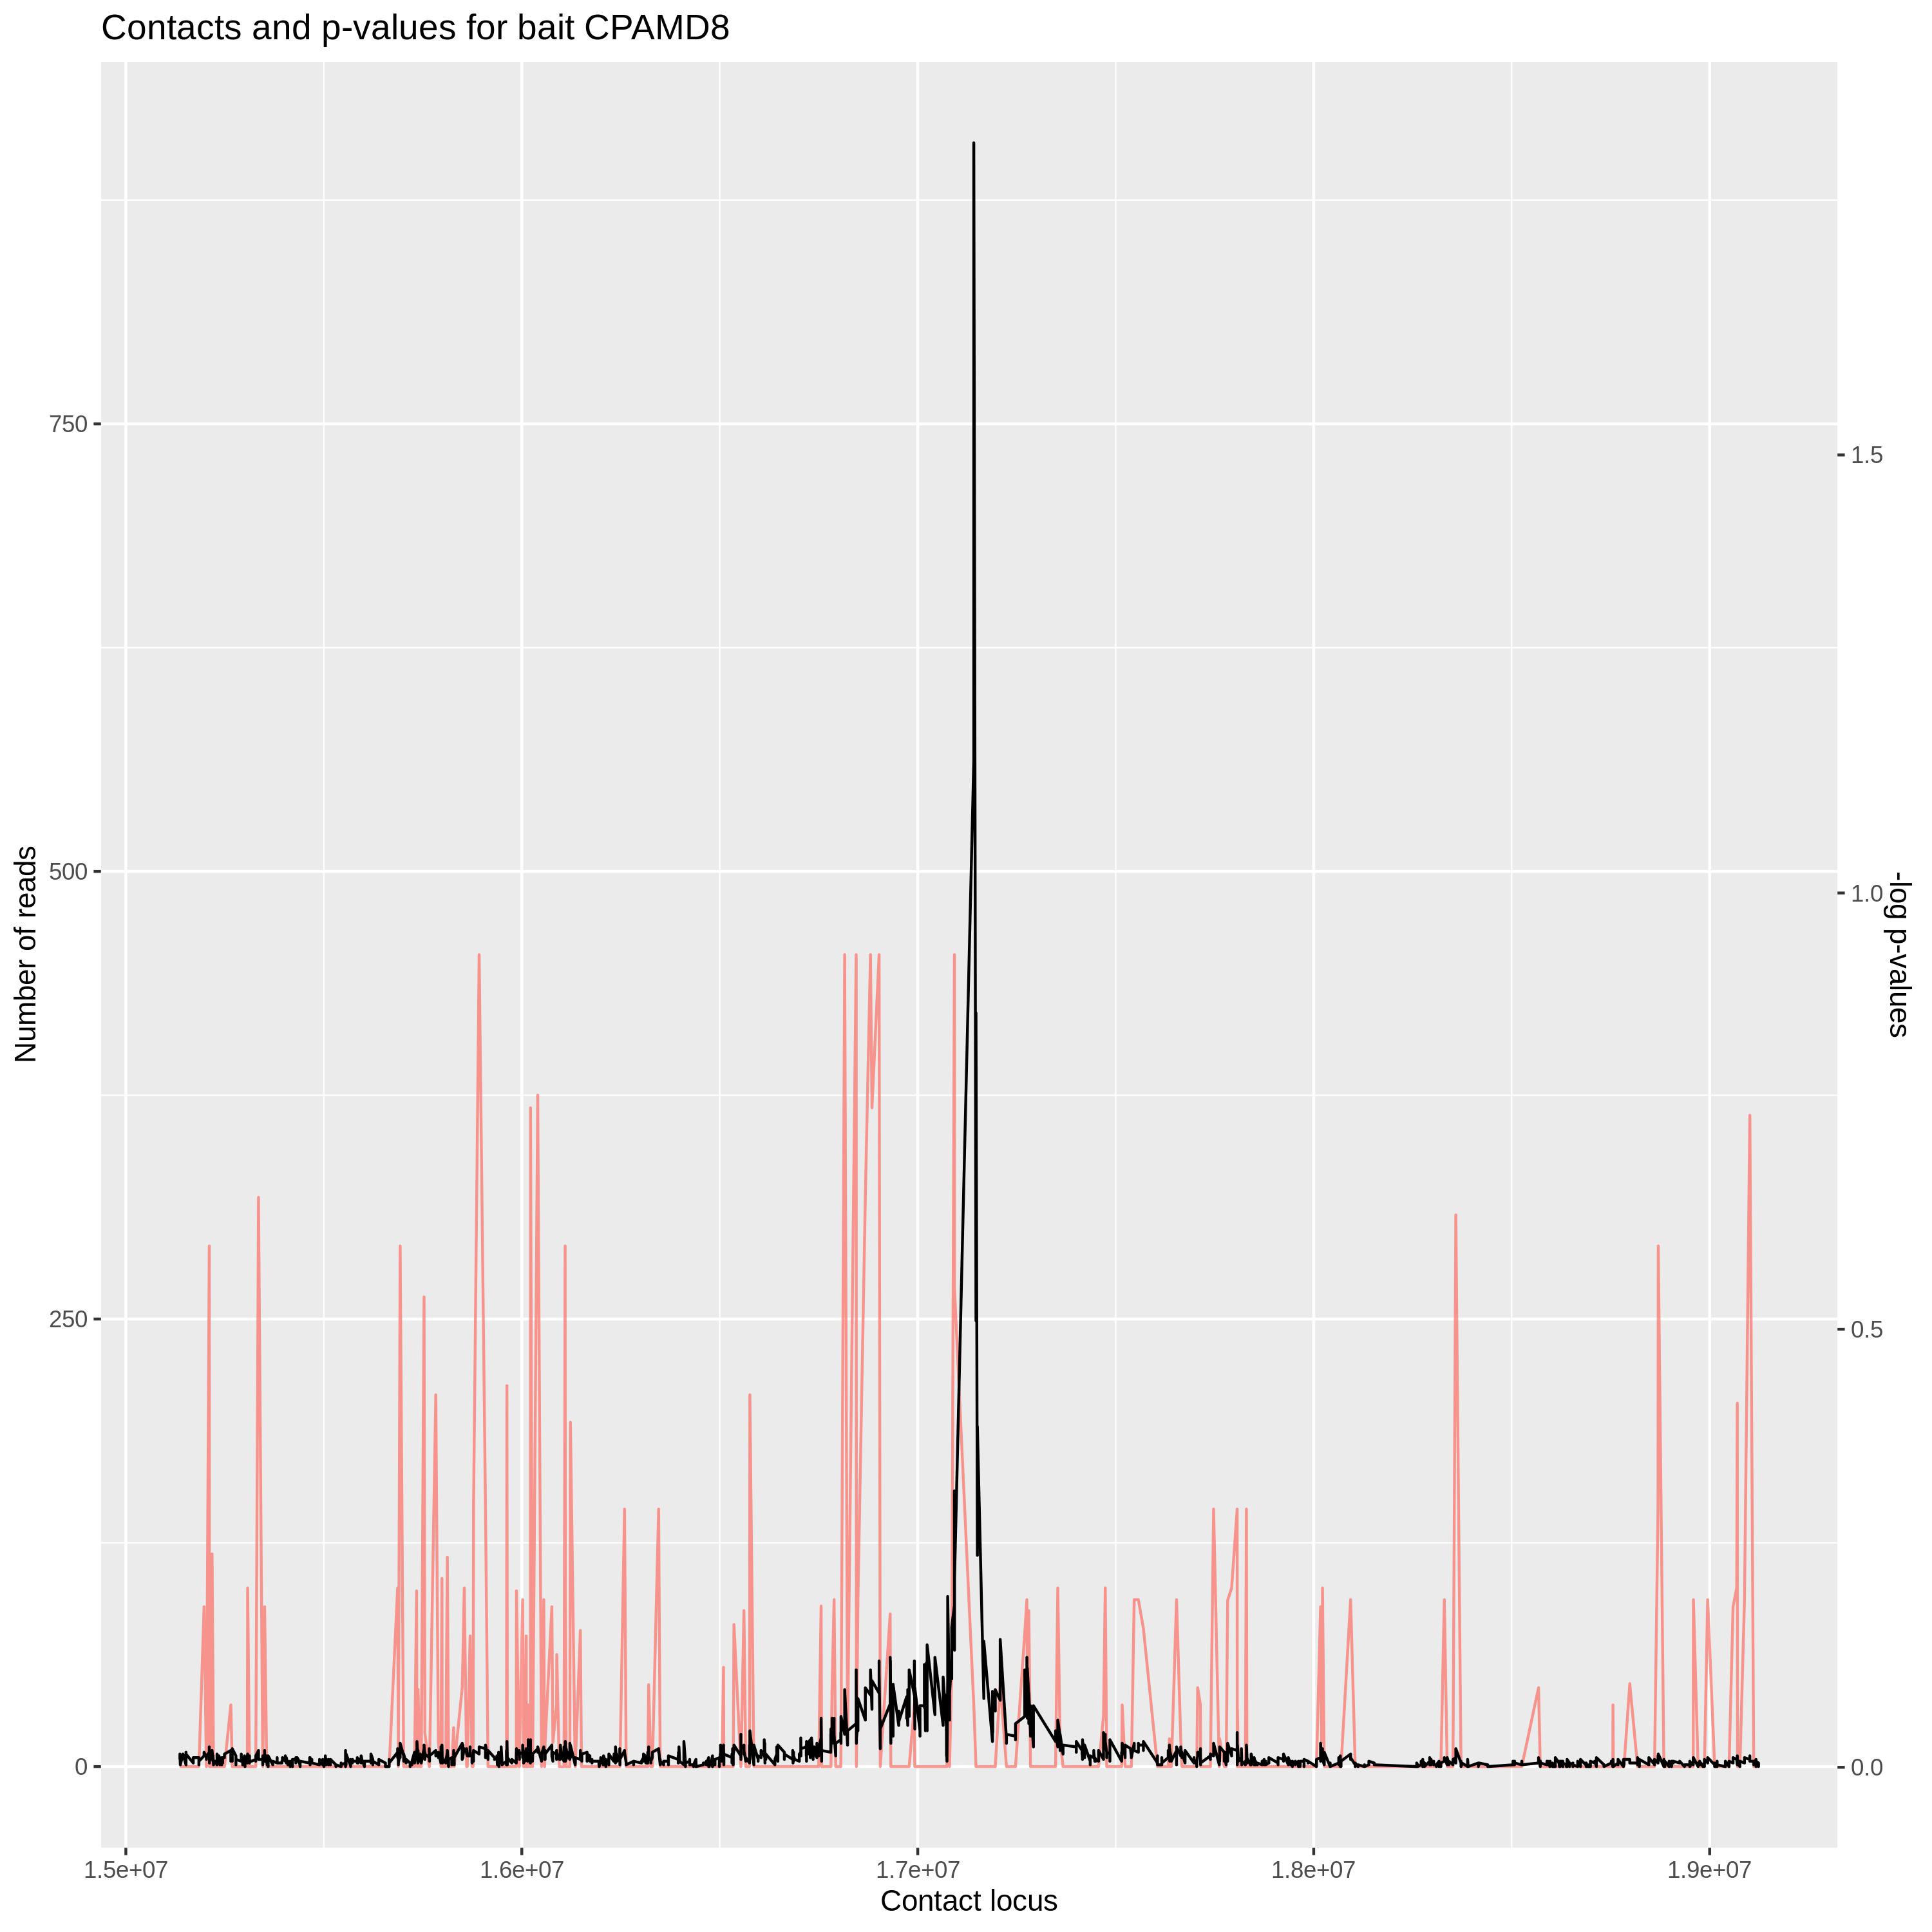 Contacts and p-values for bait CPAMD8
Number of reads
750
500
250
0
1.5
1.0
0.5
0.0
-log p-values
1.5e+07
1.6e+07
1.7e+07
1.8e+07
1.9e+07
Contact locus